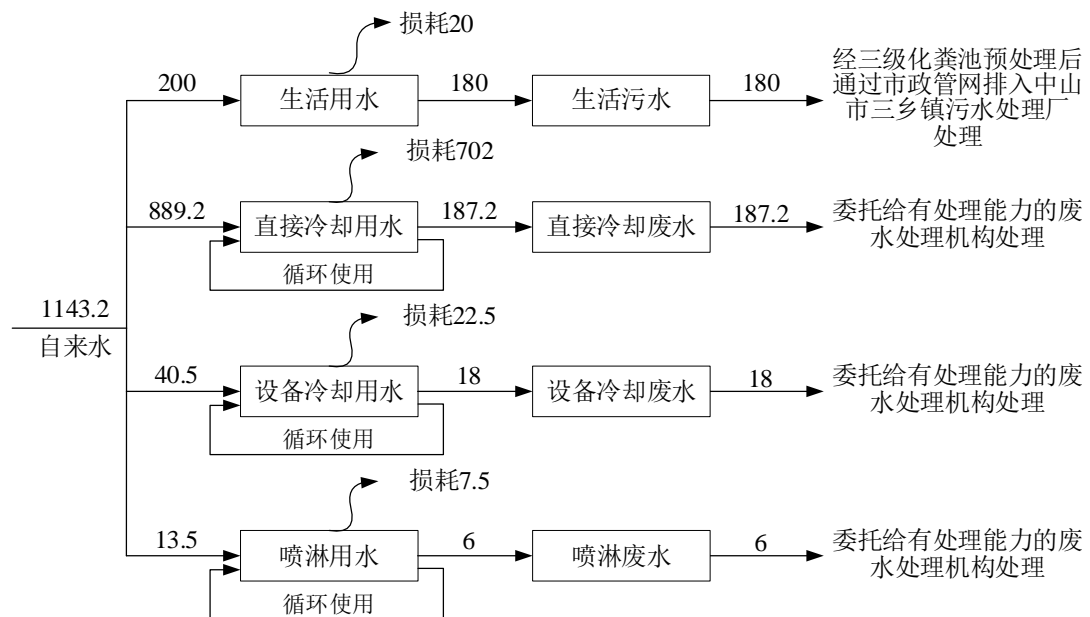 损耗20
200
生活用水
180
生活污水
180
经三级化粪池预处理后
通过市政管网排入中山
市三乡镇污水处理厂
处理
损耗702
889.2
直接冷却用水
187.2
直接冷却废水
187.2
委托给有处理能力的废
水处理机构处理
循环使用
1143.2
自来水
损耗22.5
40.5
设备冷却用水
18
设备冷却废水
18
委托给有处理能力的废
水处理机构处理
循环使用
损耗7.5
13.5
喷淋用水
6
喷淋废水
6
委托给有处理能力的废
水处理机构处理
循环使用